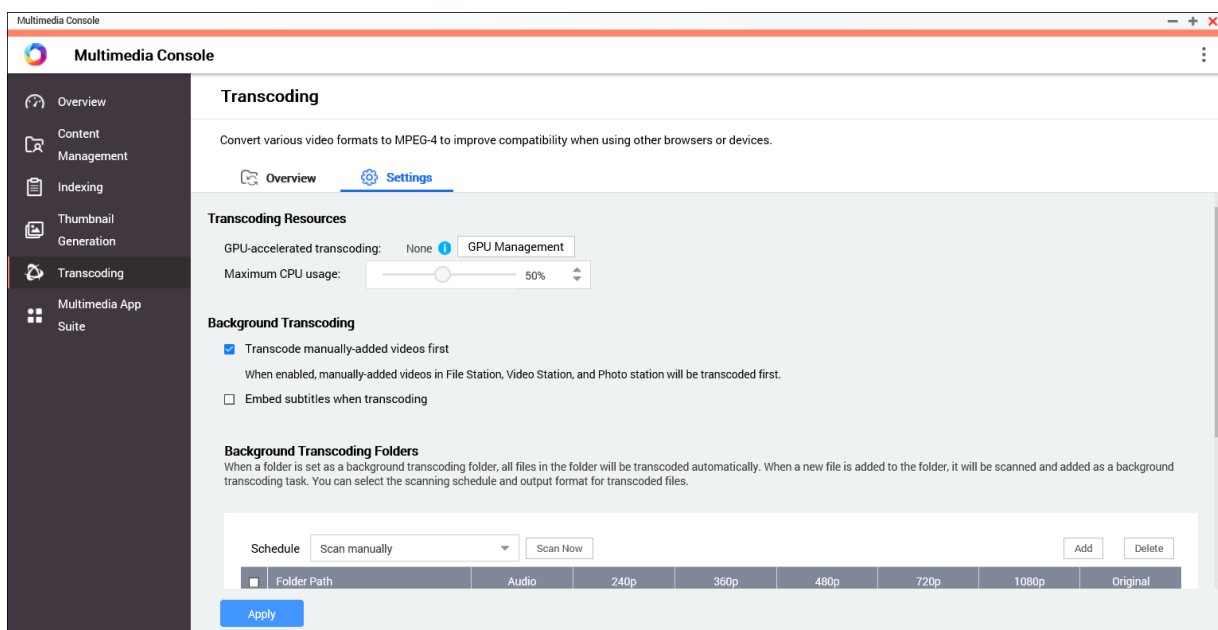 Multimedia Console
Multimedia Console
Overview
Content
Management
Indexing
Thumbnail
Generation
Transcoding
Multimedia App
Suite
Transcoding
Convert various video formats to MPEG-4 to improve compatibility when using other browsers or devices.
Overview Settings
Transcoding Resources
GPU-accelerated transcoding: None GPU Management
Maximum CPU usage: 50%
Background Transcoding
Transcode manually-added videos first
When enabled, manually-added videos in File Station, Video Station, and Photo station will be transcoded first.
Embed subtitles when transcoding
Background Transcoding Folders
When a folder is set as a background transcoding folder, all files in the folder will be transcoded automatically. When a new file is added to the folder, it will be scanned and added as a background
transcoding task. You can select the scanning schedule and output format for transcoded files.
Schedule Scan manually Scan Now Add Delete
Folder Path Audio 240p 360p 480p 720p 1080p Original
Apply